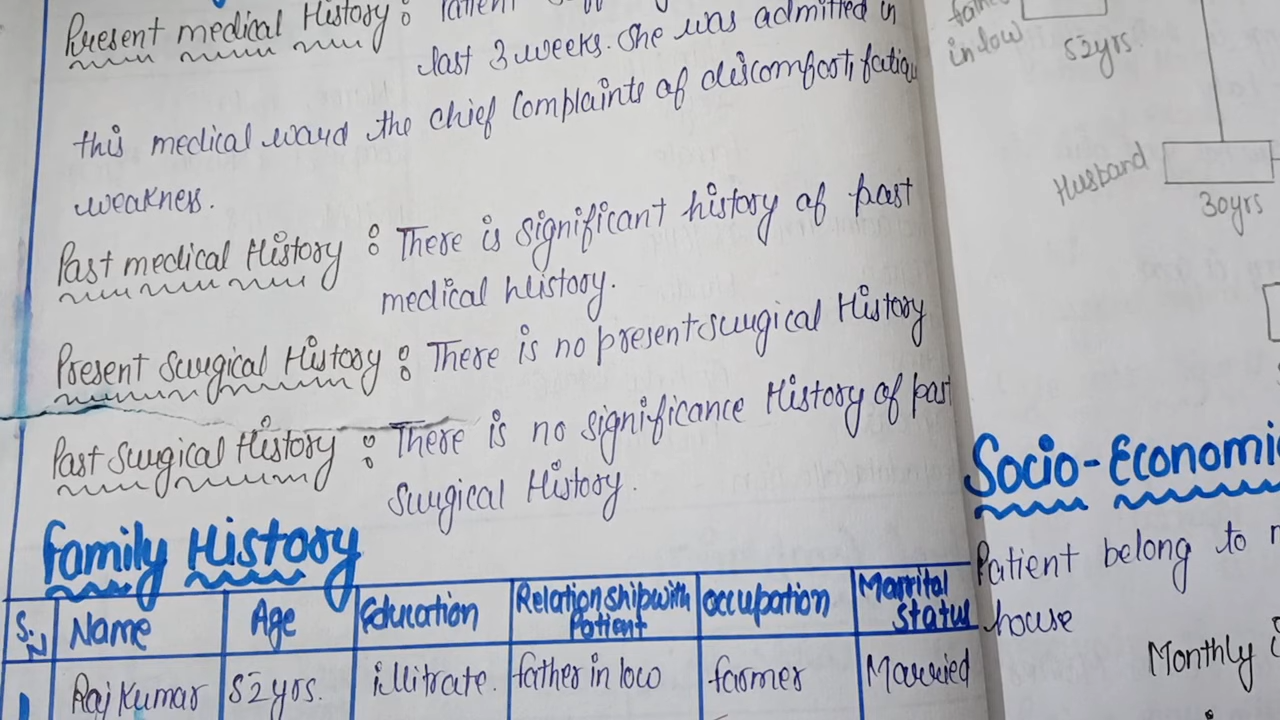 Present medical History : Patient
last 3 weeks. She was admitted in
this medical ward the chief Complaints of discomfort, fatique
weakness.
Past medical History : There is significant history of past
medical history.
Present Surgical History : There is no present surgical History
Past Surgical History : There is no significance History of past
Surgical History.
Family History
S.N Name Age Education Relationship with Patient occupation Marrital Status
1 Raj Kumar 52yrs. illitrate. father in low farmer Married
in low
52yrs.
Husband
30yrs
Socio-Economi
Patient belong to
house
Monthly